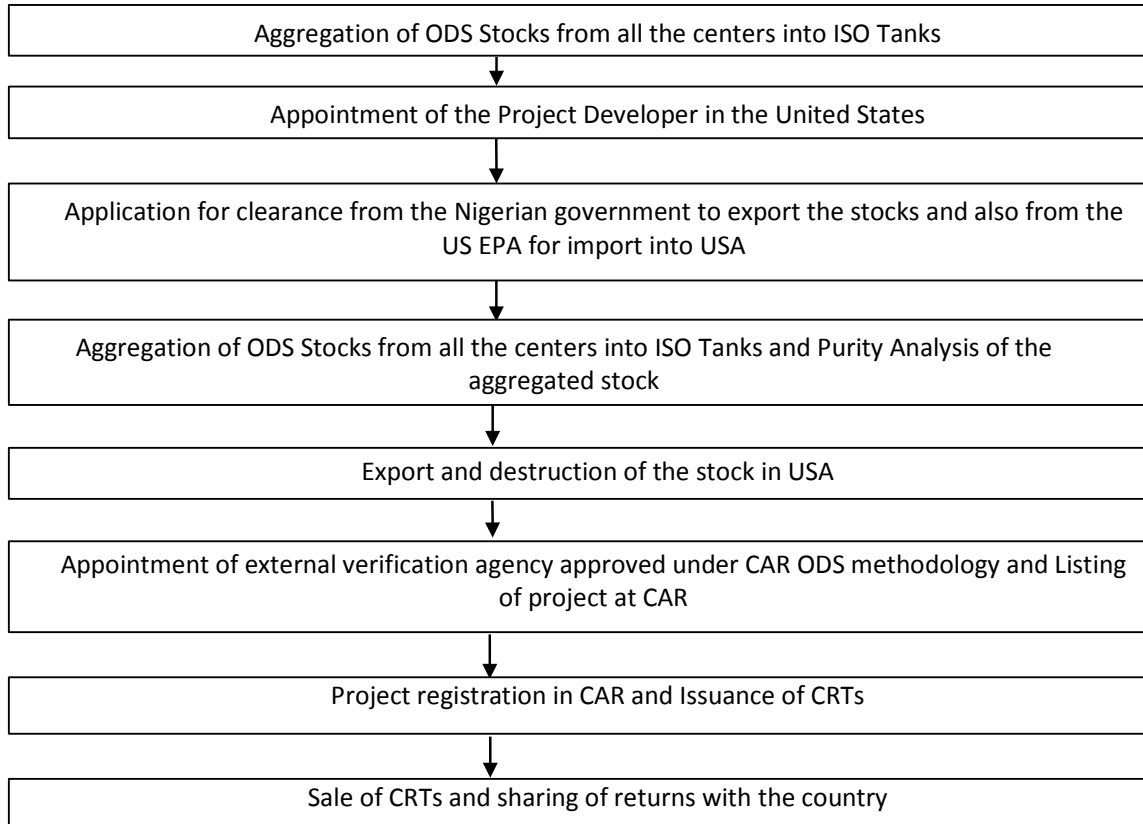 Aggregation of ODS Stocks from all the centers into ISO Tanks
Appointment of the Project Developer in the United States
Application for clearance from the Nigerian government to export the stocks and also from the
US EPA for import into USA
Aggregation of ODS Stocks from all the centers into ISO Tanks and Purity Analysis of the
aggregated stock
Export and destruction of the stock in USA
Appointment of external verification agency approved under CAR ODS methodology and Listing
of project at CAR
Project registration in CAR and Issuance of CRTs
Sale of CRTs and sharing of returns with the country